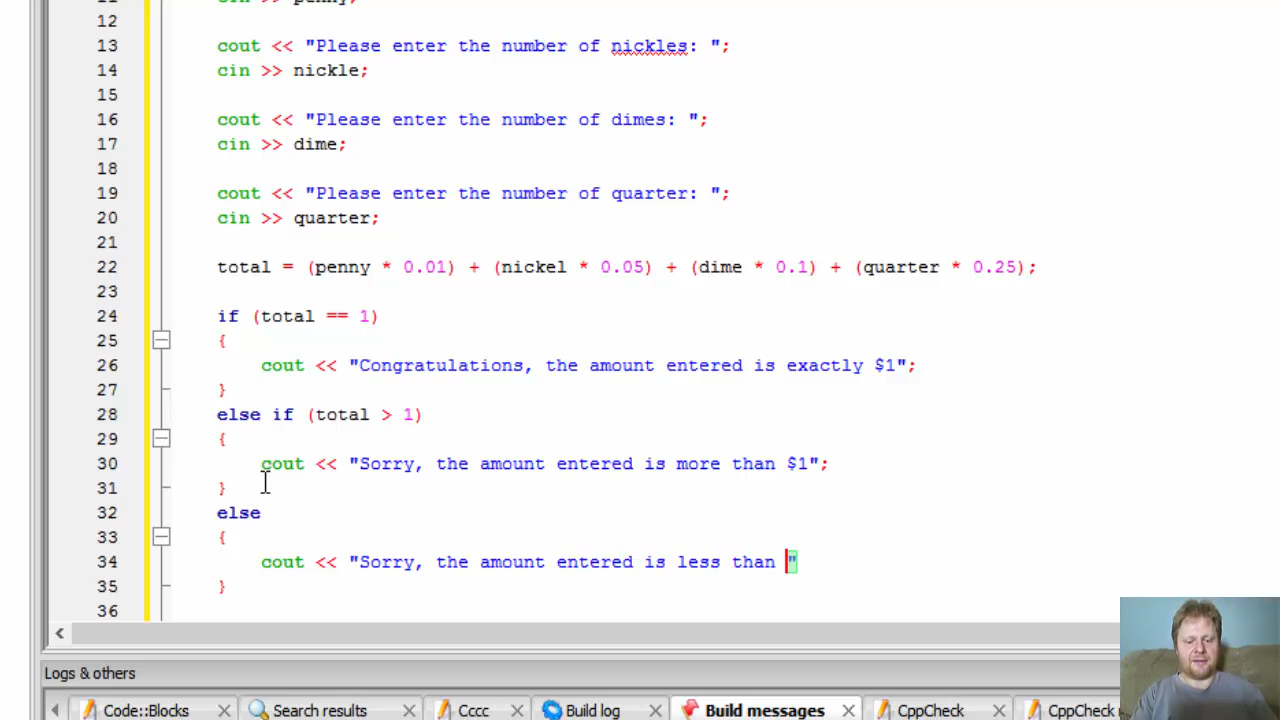 11 cin >> penny;
12
13 cout << "Please enter the number of nickles: ";
14 cin >> nickle;
15
16 cout << "Please enter the number of dimes: ";
17 cin >> dime;
18
19 cout << "Please enter the number of quarter: ";
20 cin >> quarter;
21
22 total = (penny * 0.01) + (nickel * 0.05) + (dime * 0.1) + (quarter * 0.25);
23
24 if (total == 1)
25 {
26 cout << "Congratulations, the amount entered is exactly $1";
27 }
28 else if (total > 1)
29 {
30 cout << "Sorry, the amount entered is more than $1";
31 }
32 else
33 {
34 cout << "Sorry, the amount entered is less than "
35 }
36
Logs & others
Code::Blocks Search results Cccc Build log Build messages CppCheck CppCheck